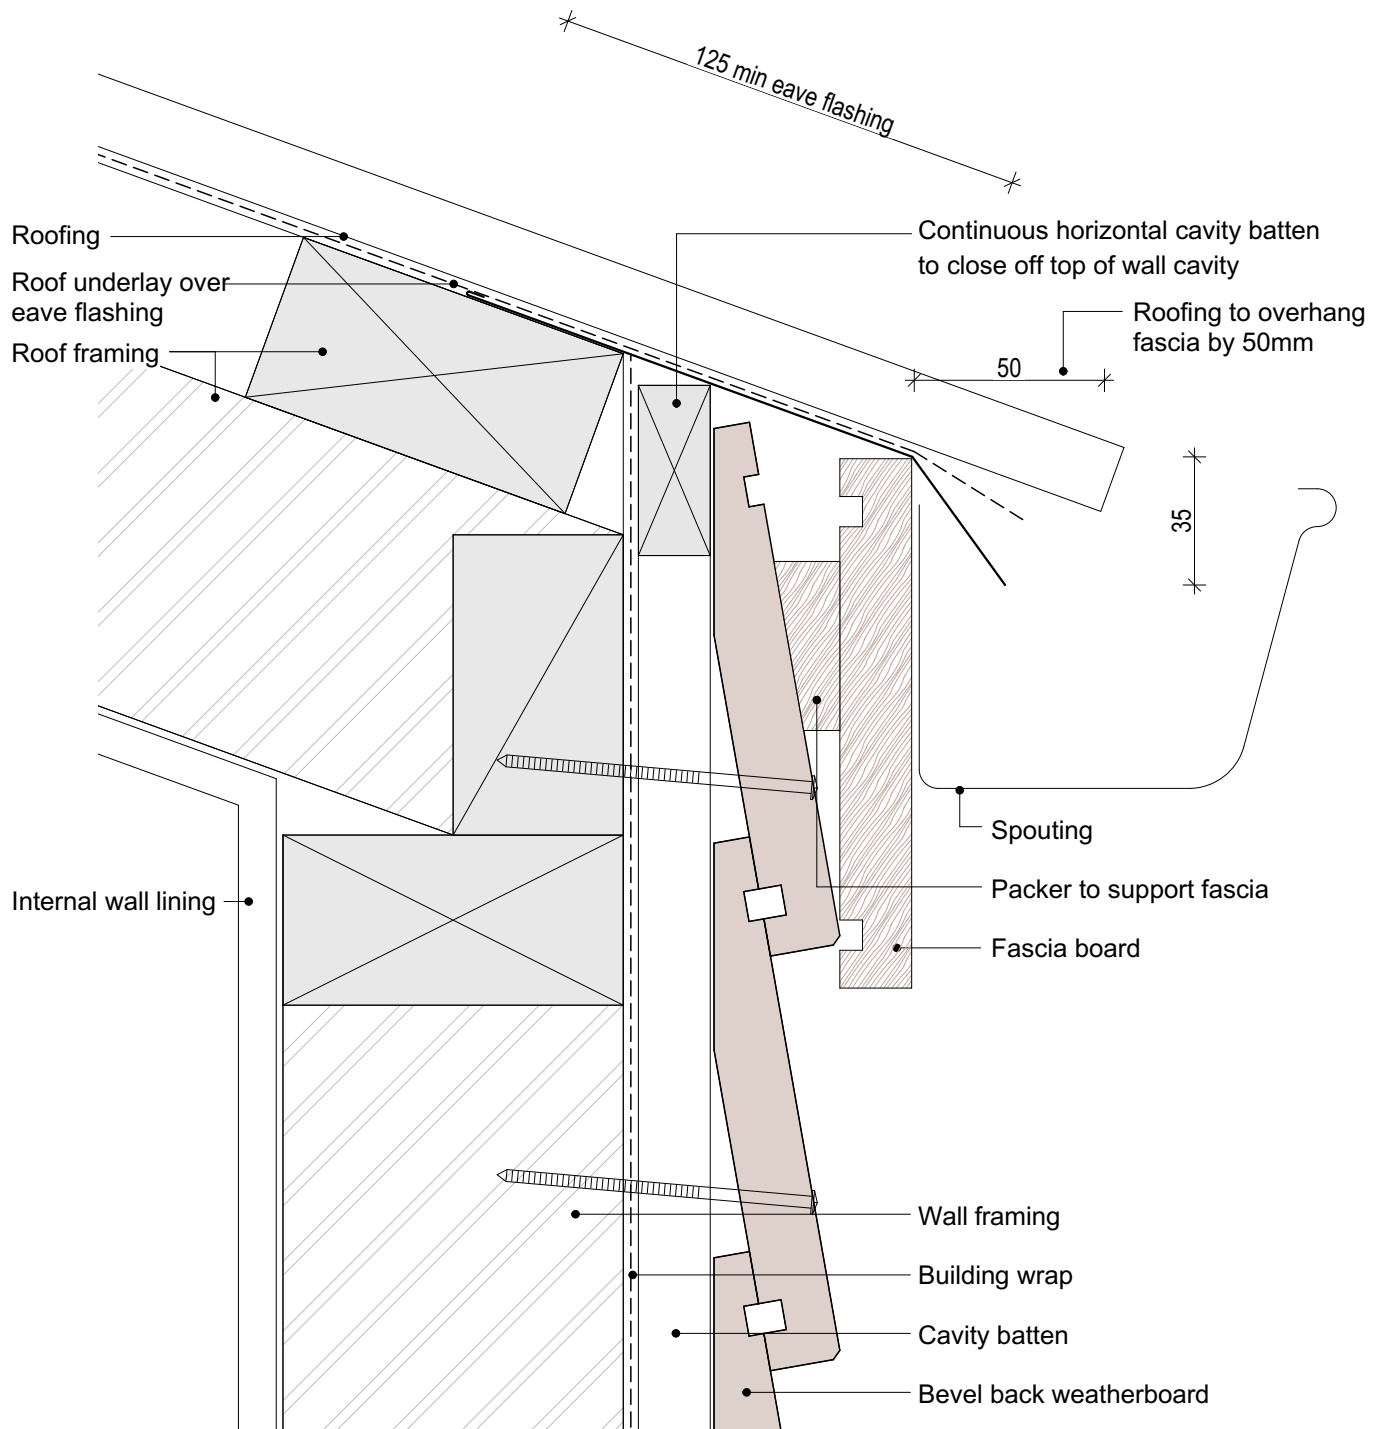 125 min eave flashing
Roofing
Continuous horizontal cavity batten
to close off top of wall cavity
Roof underlay over
eave flashing
Roofing to overhang
fascia by 50mm
Roof framing
50
35
Spouting
Internal wall lining
Packer to support fascia
Fascia board
Wall framing
Building wrap
Cavity batten
Bevel back weatherboard